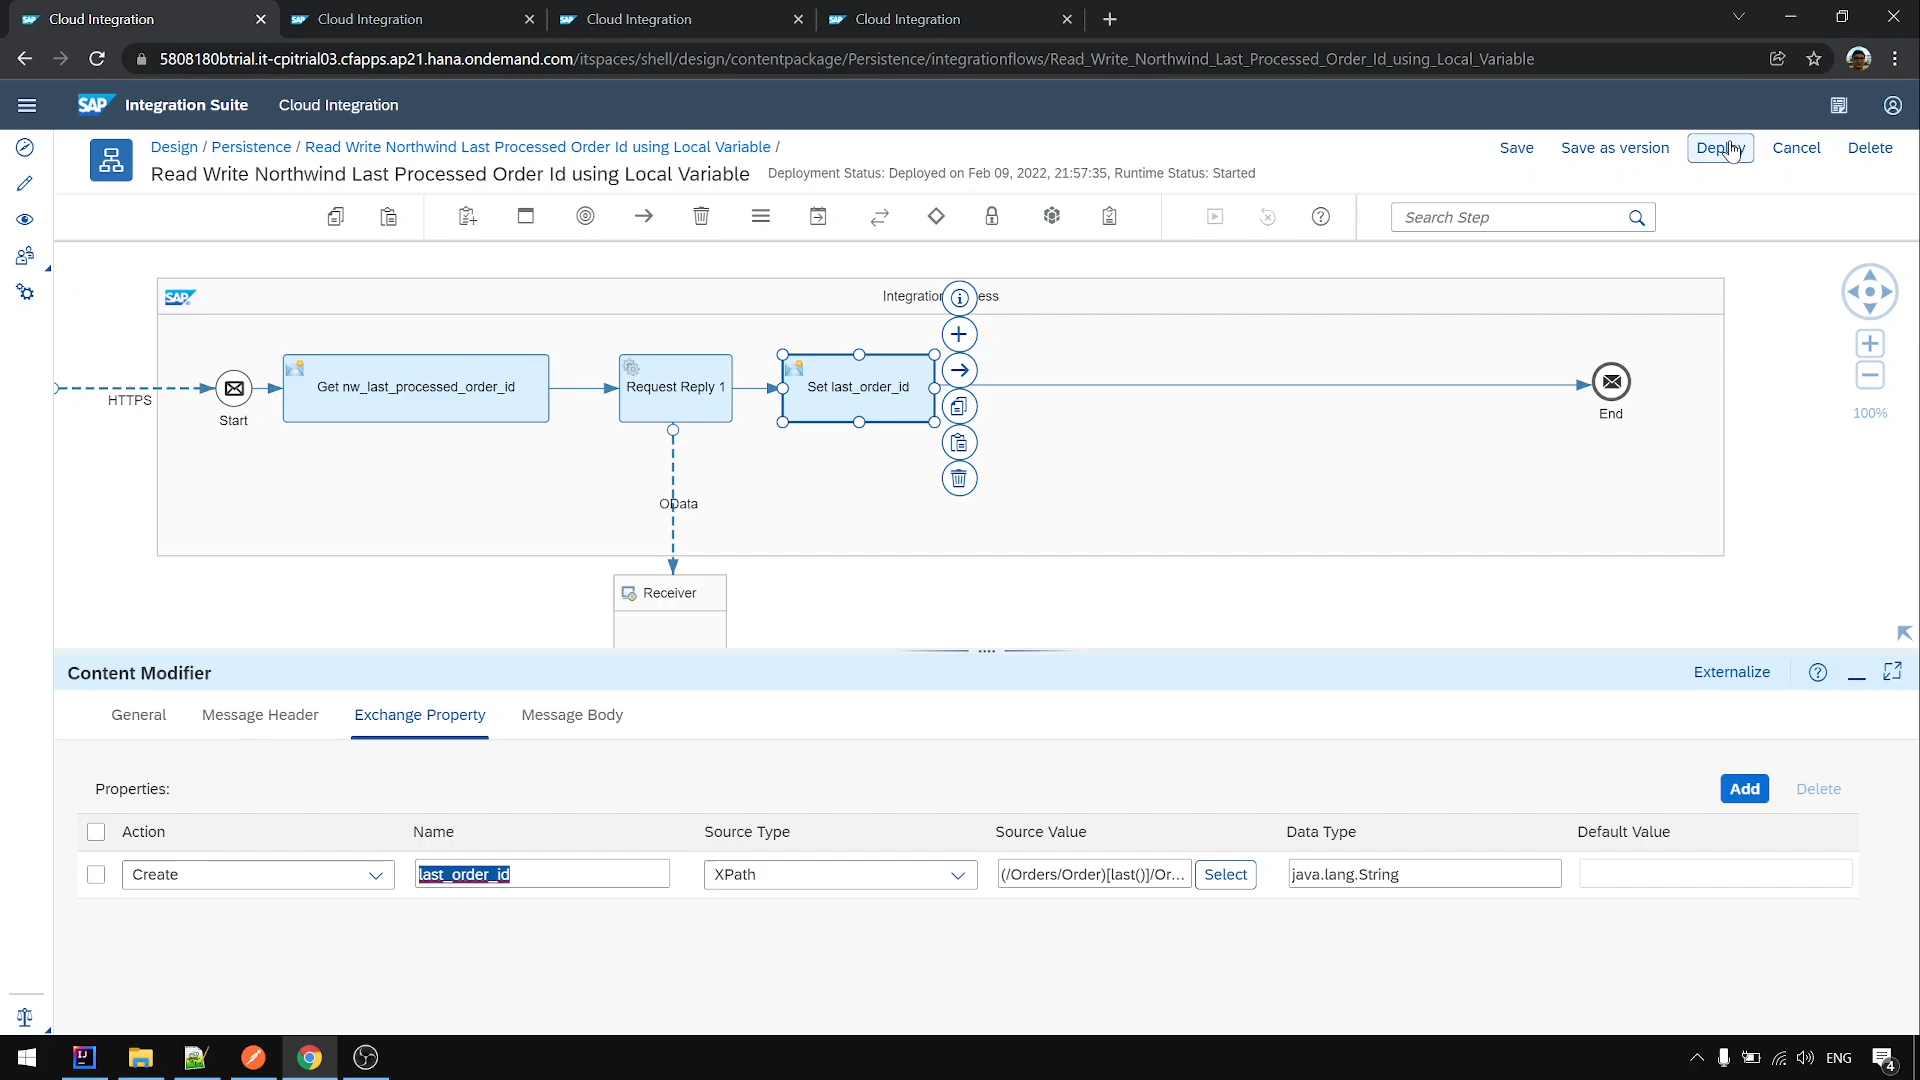 Cloud Integration
Cloud Integration
Cloud Integration
Cloud Integration
5808180btrial.it-cpitrial03.cfapps.ap21.hana.ondemand.com/itspaces/shell/design/contentpackage/Persistence/integrationflows/Read_Write_Northwind_Last_Processed_Order_Id_using_Local_Variable
SAP Integration Suite Cloud Integration
Design / Persistence / Read Write Northwind Last Processed Order Id using Local Variable /
Save Save as version Deploy Cancel Delete
Read Write Northwind Last Processed Order Id using Local Variable
Deployment Status: Deployed on Feb 09, 2022, 21:57:35, Runtime Status: Started
Search Step
SAP
Integration
ess
HTTPS
Start
Get nw_last_processed_order_id
Request Reply 1
Set last_order_id
End
100%
OData
Receiver
Content Modifier
Externalize
General Message Header Exchange Property Message Body
Properties:
Add Delete
Action Name Source Type Source Value Data Type Default Value
Create last_order_id XPath (/Orders/Order)[last()]/Or... Select java.lang.String
ENG
4